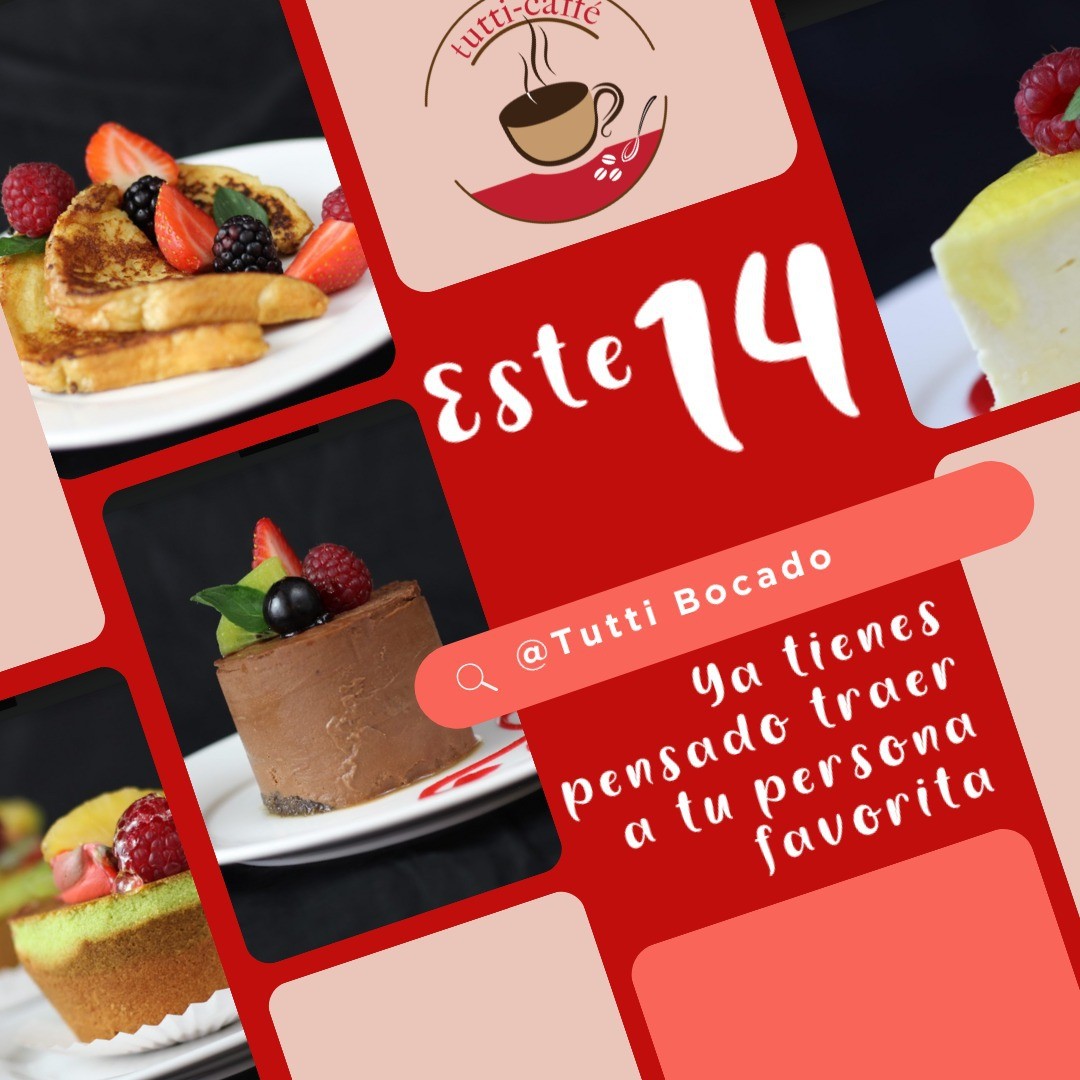 tutti-caffé
Este 14
@Tutti Bocado
Ya tienes
pensado traer
a tu persona
favorita